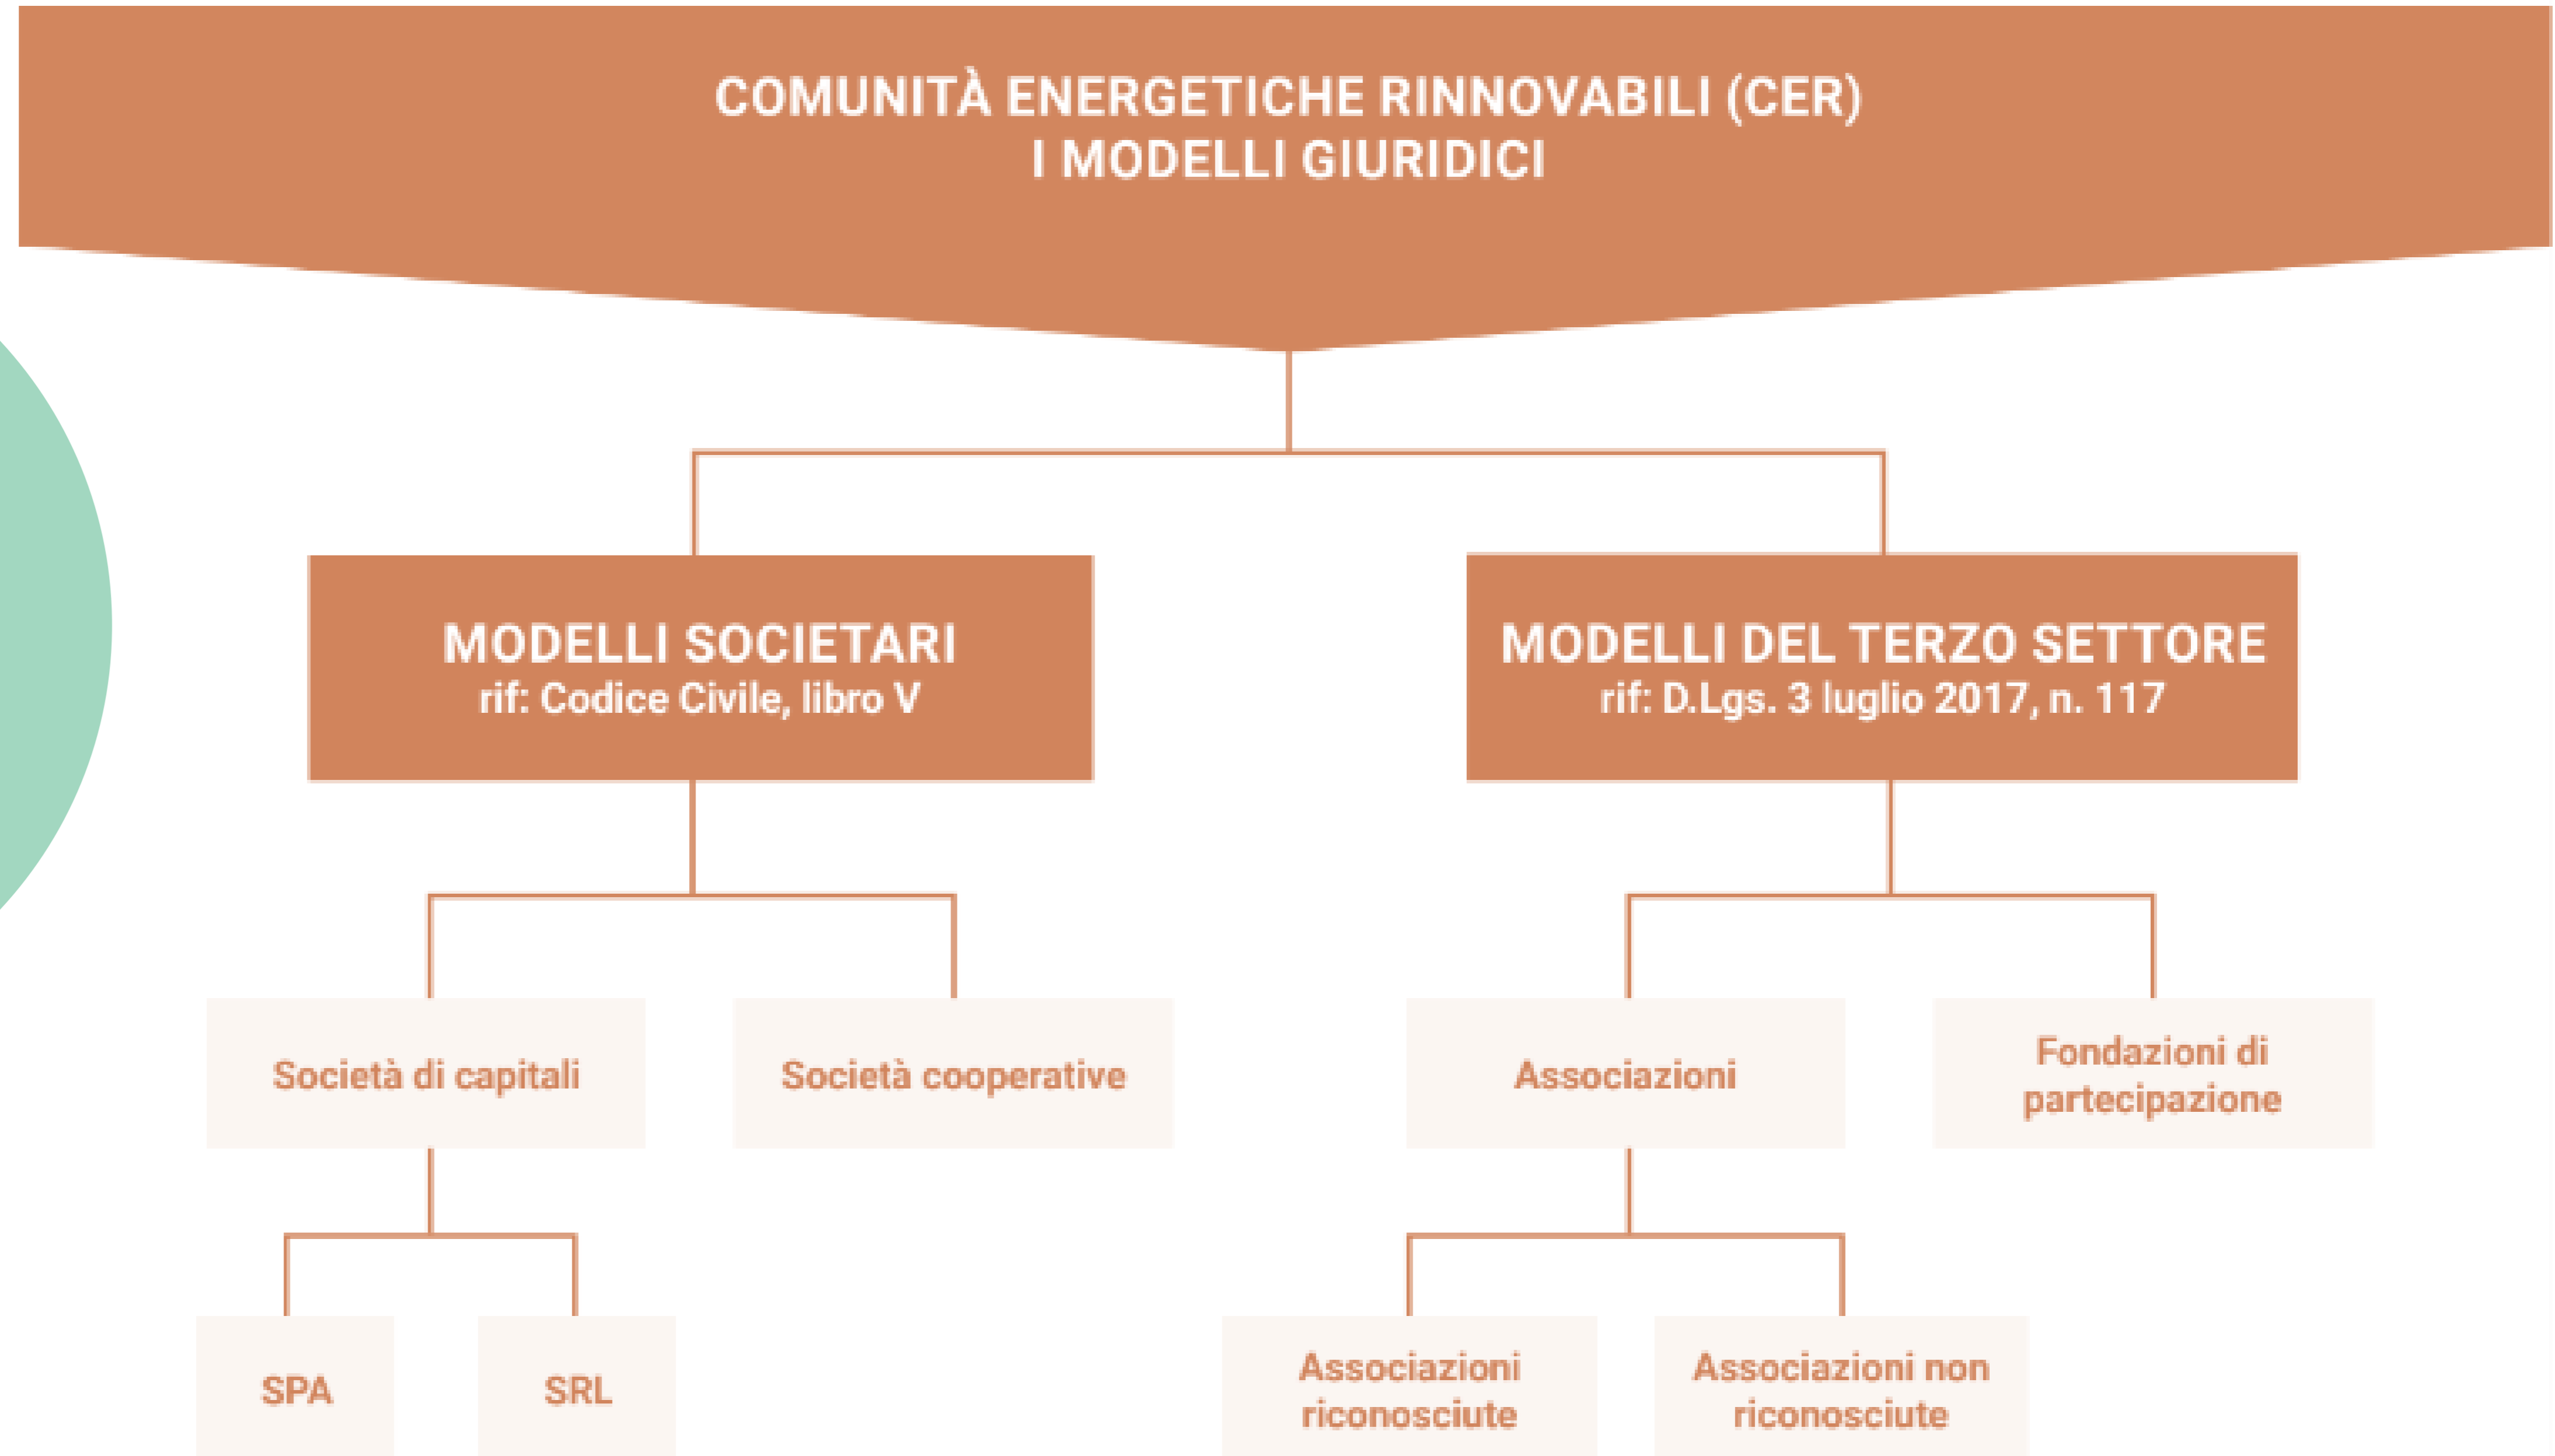 COMUNITÀ ENERGETICHE RINNOVABILI (CER)
I MODELLI GIURIDICI
MODELLI SOCIETARI
rif: Codice Civile, libro V
MODELLI DEL TERZO SETTORE
rif: D.Lgs. 3 luglio 2017, n. 117
Società di capitali
Società cooperative
Associazioni
Fondazioni di
partecipazione
SPA
SRL
Associazioni
riconosciute
Associazioni non
riconosciute